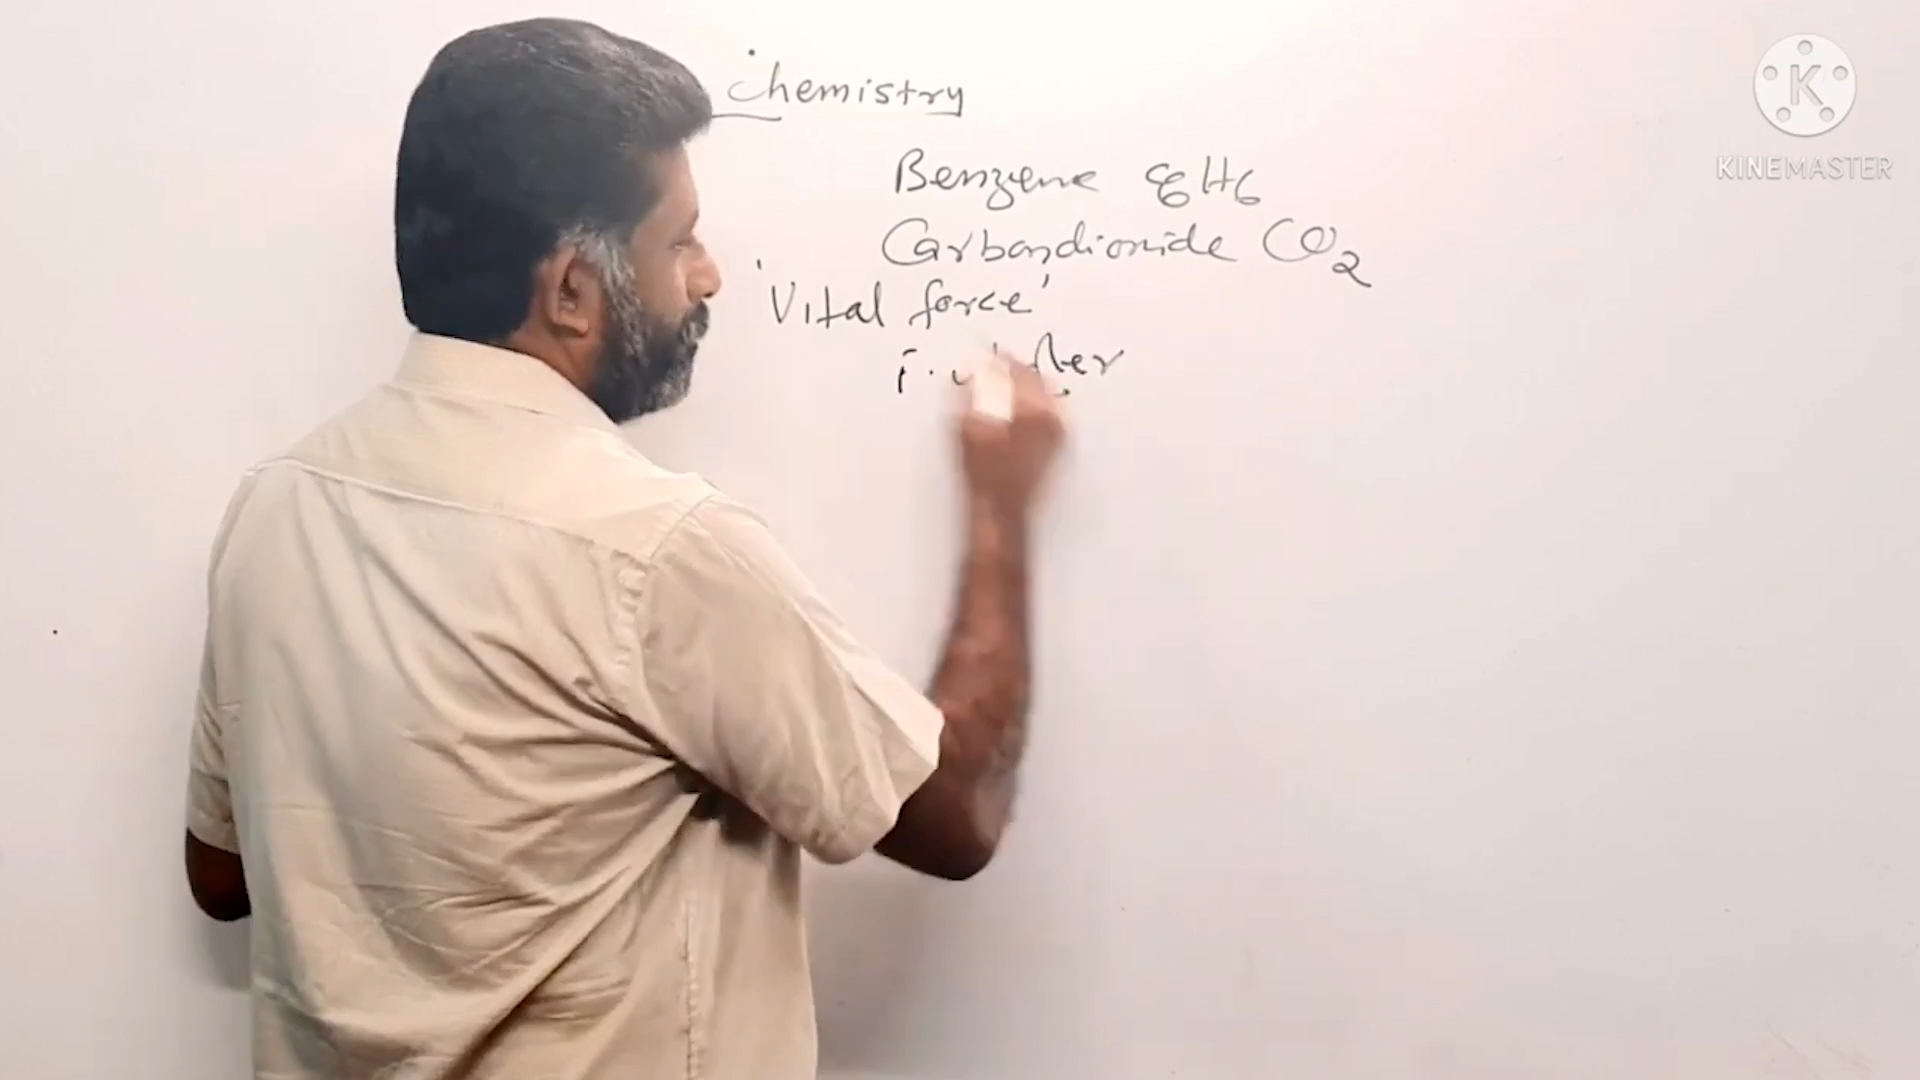 Chemistry
Benzene C6H6
Carbondioxide CO2
'Vital force'
K
KINEMASTER